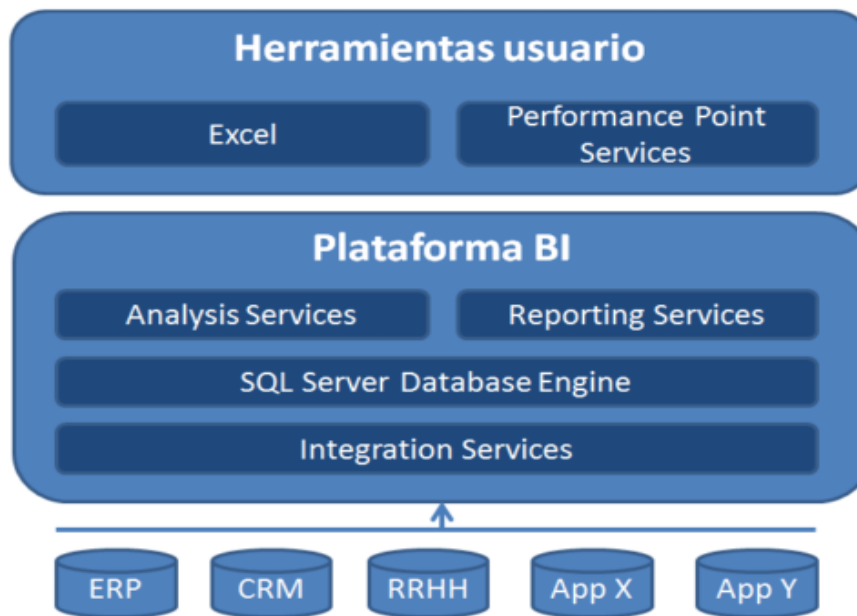 Herramientas usuario
Excel
Performance Point
Services
Plataforma BI
Analysis Services
Reporting Services
SQL Server Database Engine
Integration Services
ERP
CRM
RRHH
App X
App Y